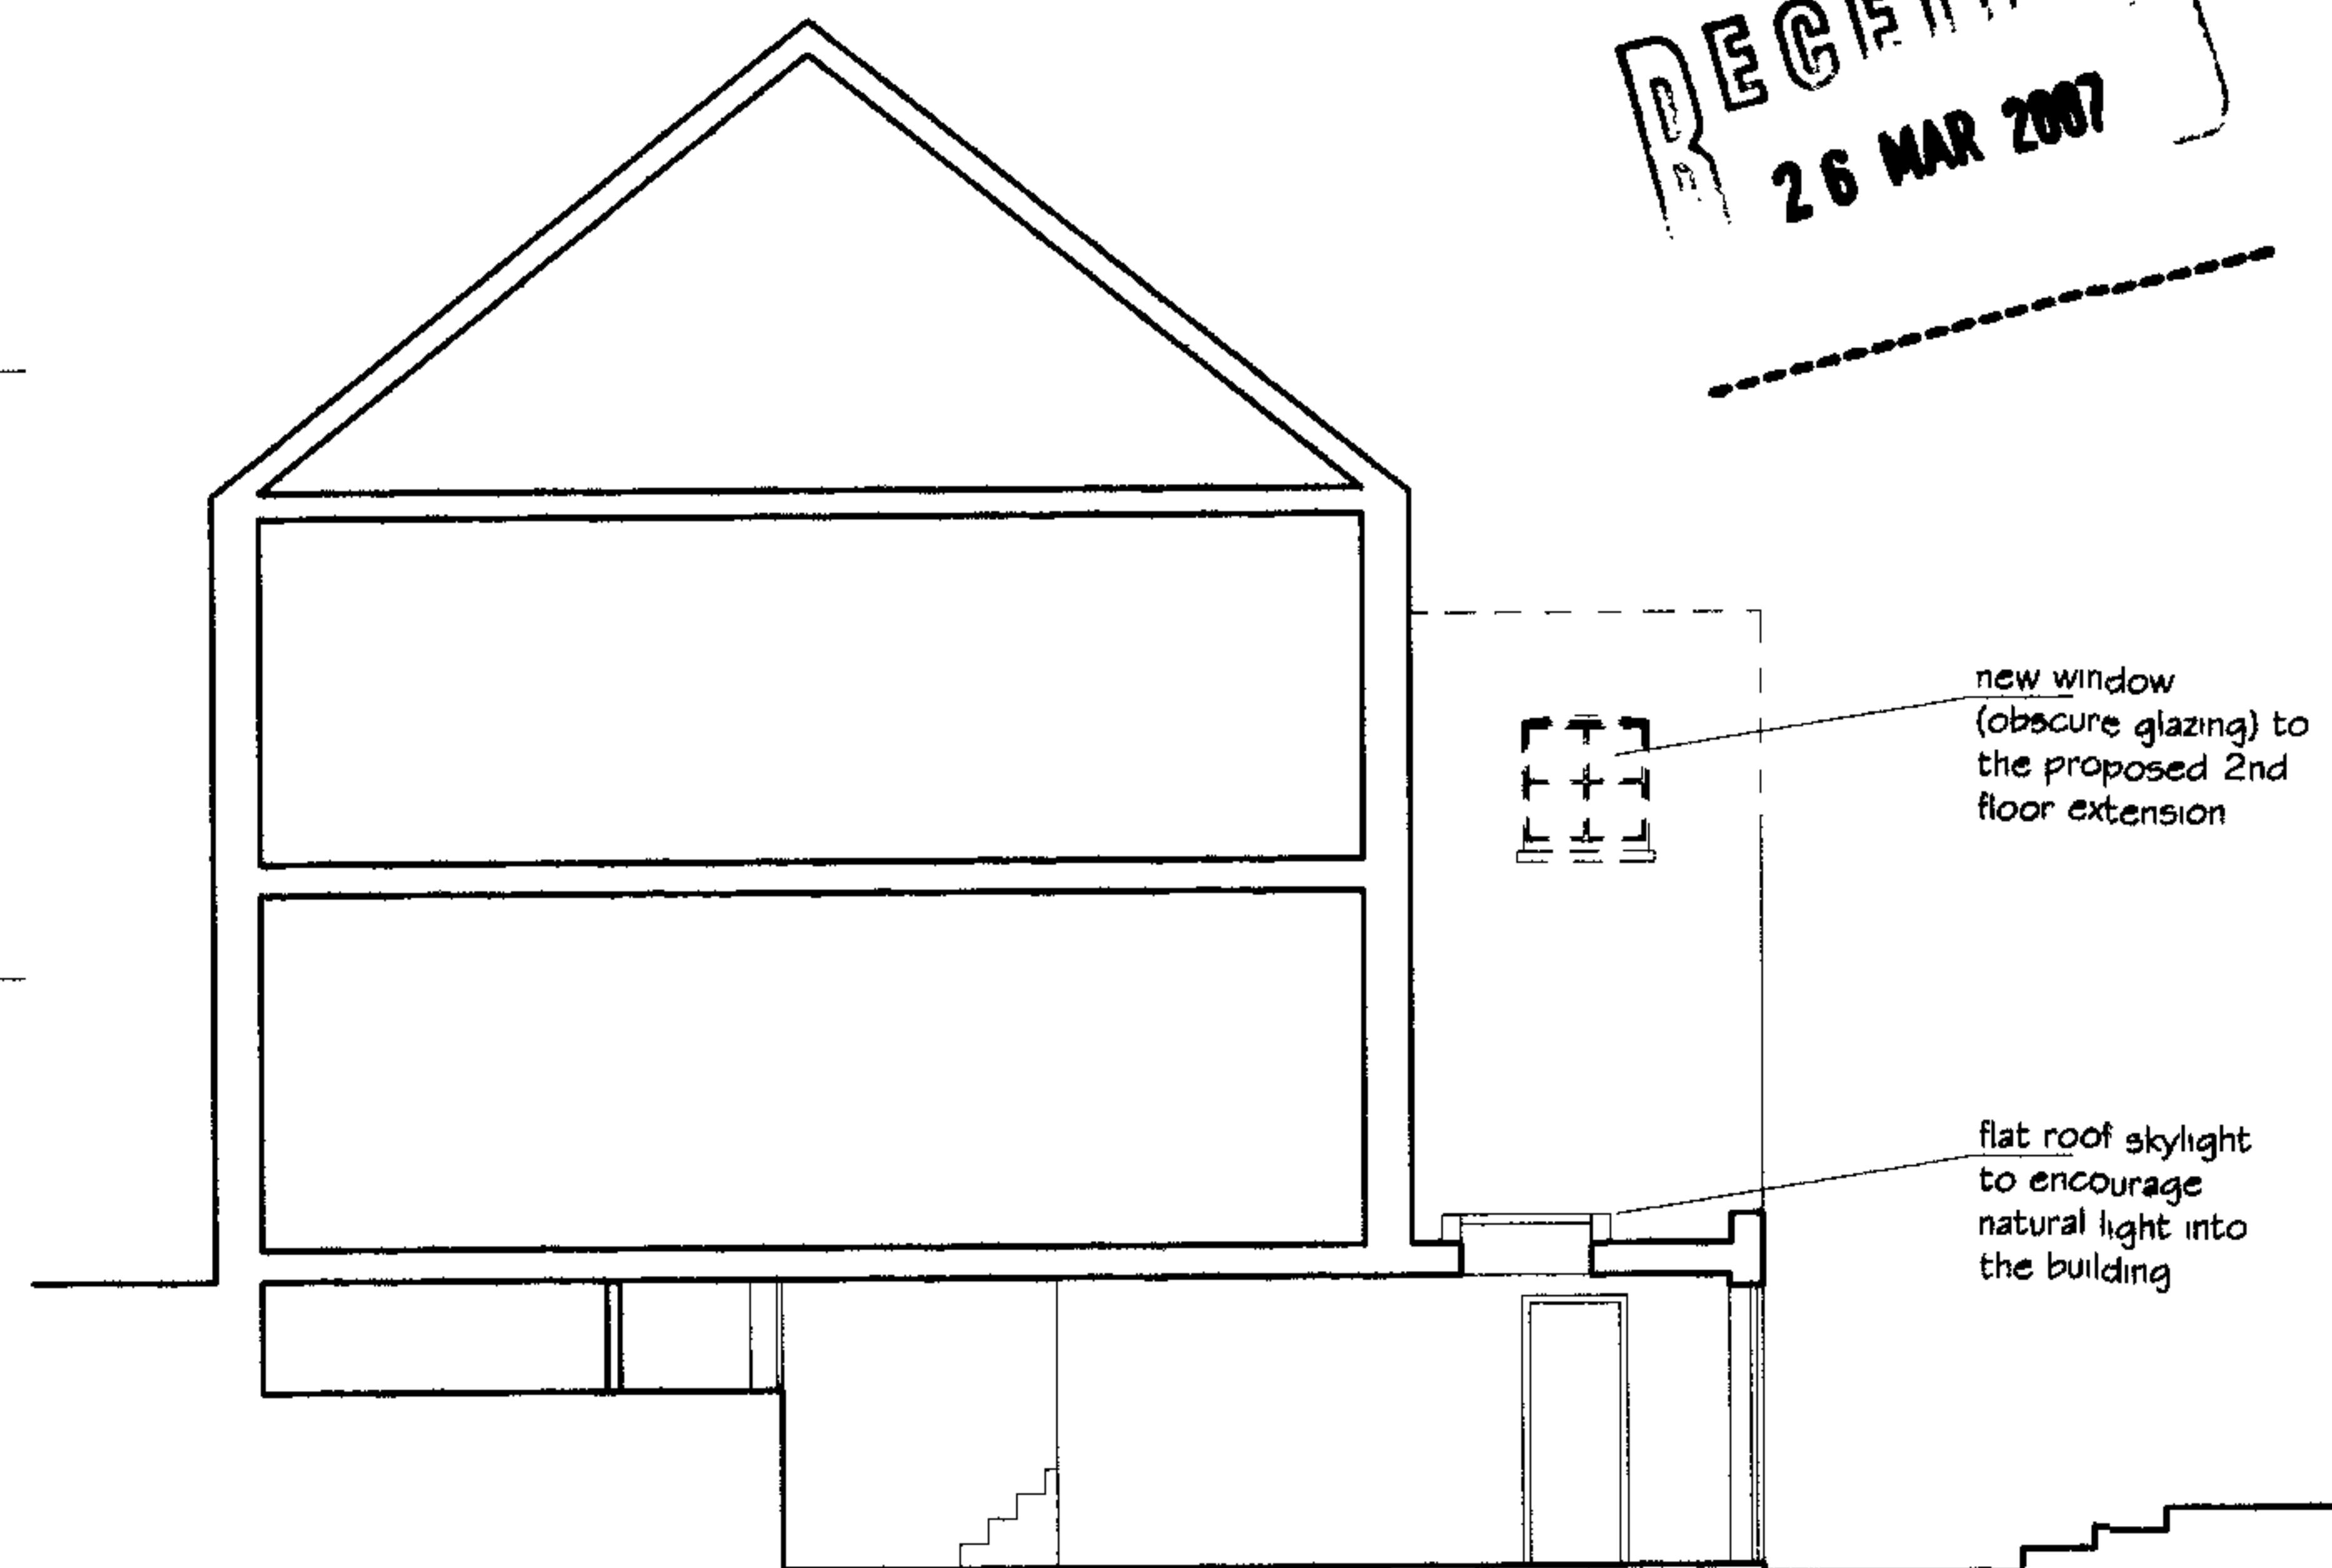 26 MAR 2007
new window
(obscure glazing) to
the proposed 2nd
floor extension
flat roof skylight
to encourage
natural light into
the building